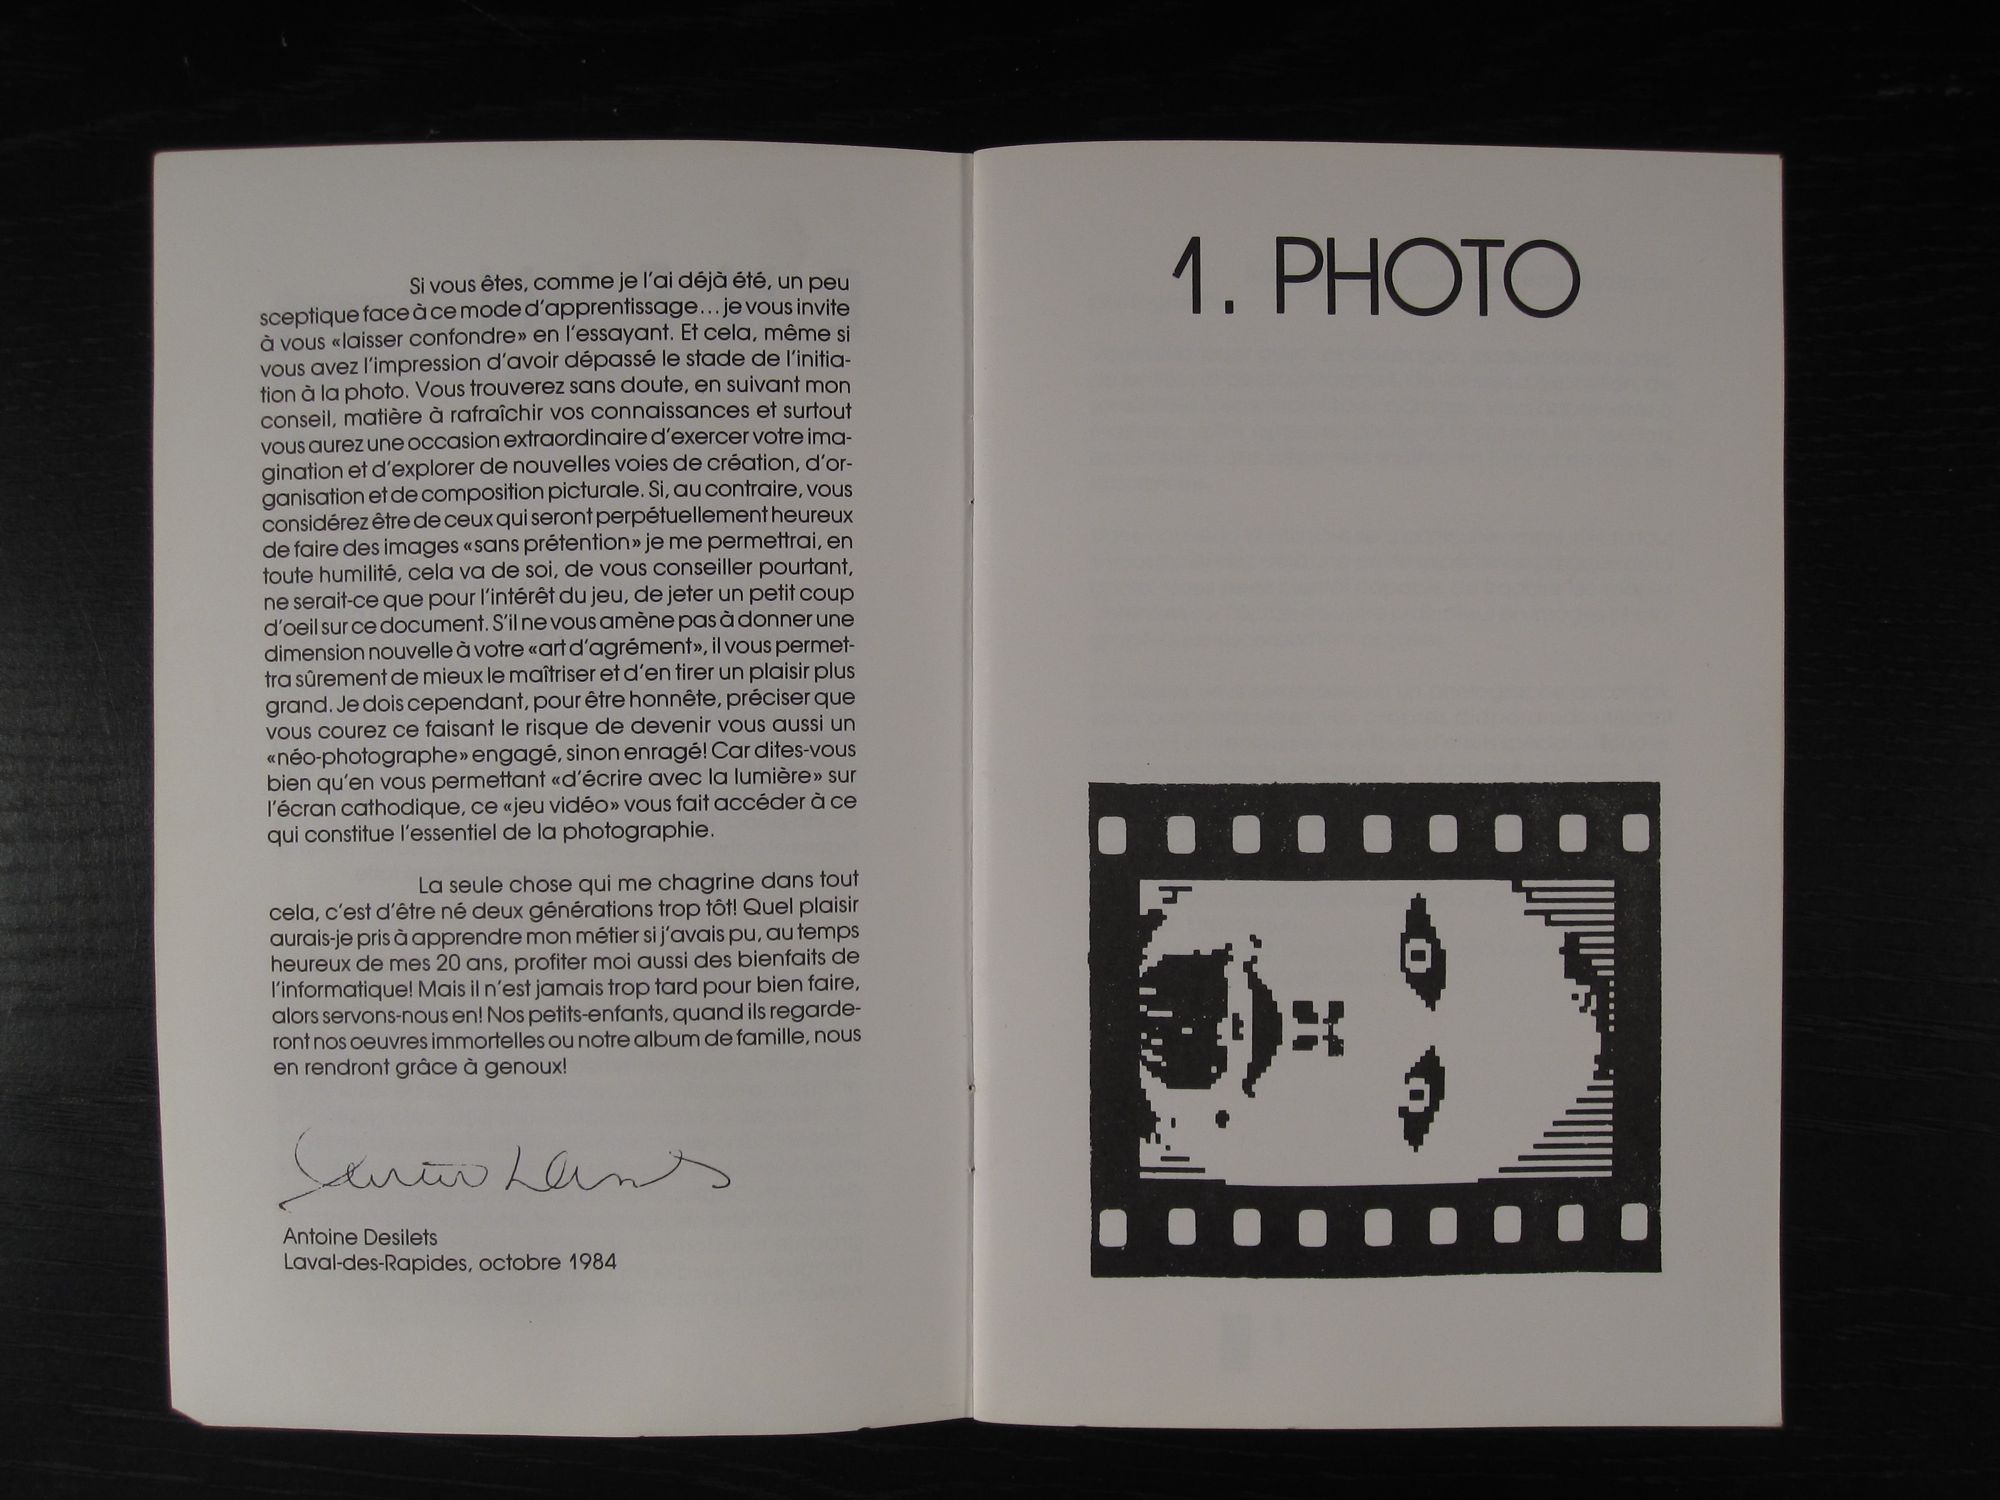 Si vous êtes, comme je l'ai déjà été, un peu
sceptique face à ce mode d'apprentissage... je vous invite
à vous «laisser confondre» en l'essayant. Et cela, même si
vous avez l'impression d'avoir dépassé le stade de l'initia-
tion à la photo. Vous trouverez sans doute, en suivant mon
conseil, matière à rafraîchir vos connaissances et surtout
vous aurez une occasion extraordinaire d'exercer votre ima-
gination et d'explorer de nouvelles voies de création, d'or-
ganisation et de composition picturale. Si, au contraire, vous
considérez être de ceux qui seront perpétuellement heureux
de faire des images «sans prétention» je me permettrai, en
toute humilité, cela va de soi, de vous conseiller pourtant,
ne serait-ce que pour l'intérêt du jeu, de jeter un petit coup
d'oeil sur ce document. S'il ne vous amène pas à donner une
dimension nouvelle à votre «art d'agrément», il vous permet-
tra sûrement de mieux le maîtriser et d'en tirer un plaisir plus
grand. Je dois cependant, pour être honnête, préciser que
vous courez ce faisant le risque de devenir vous aussi un
«néo-photographe» engagé, sinon enragé! Car dites-vous
bien qu'en vous permettant «d'écrire avec la lumière» sur
l'écran cathodique, ce «jeu vidéo» vous fait accéder à ce
qui constitue l'essentiel de la photographie.
La seule chose qui me chagrine dans tout
cela, c'est d'être né deux générations trop tôt! Quel plaisir
aurais-je pris à apprendre mon métier si j'avais pu, au temps
heureux de mes 20 ans, profiter moi aussi des bienfaits de
l'informatique! Mais il n'est jamais trop tard pour bien faire,
alors servons-nous en! Nos petits-enfants, quand ils regarde-
ront nos oeuvres immortelles ou notre album de famille, nous
en rendront grâce à genoux!
Antoine Desilets
Laval-des-Rapides, octobre 1984
1. PHOTO